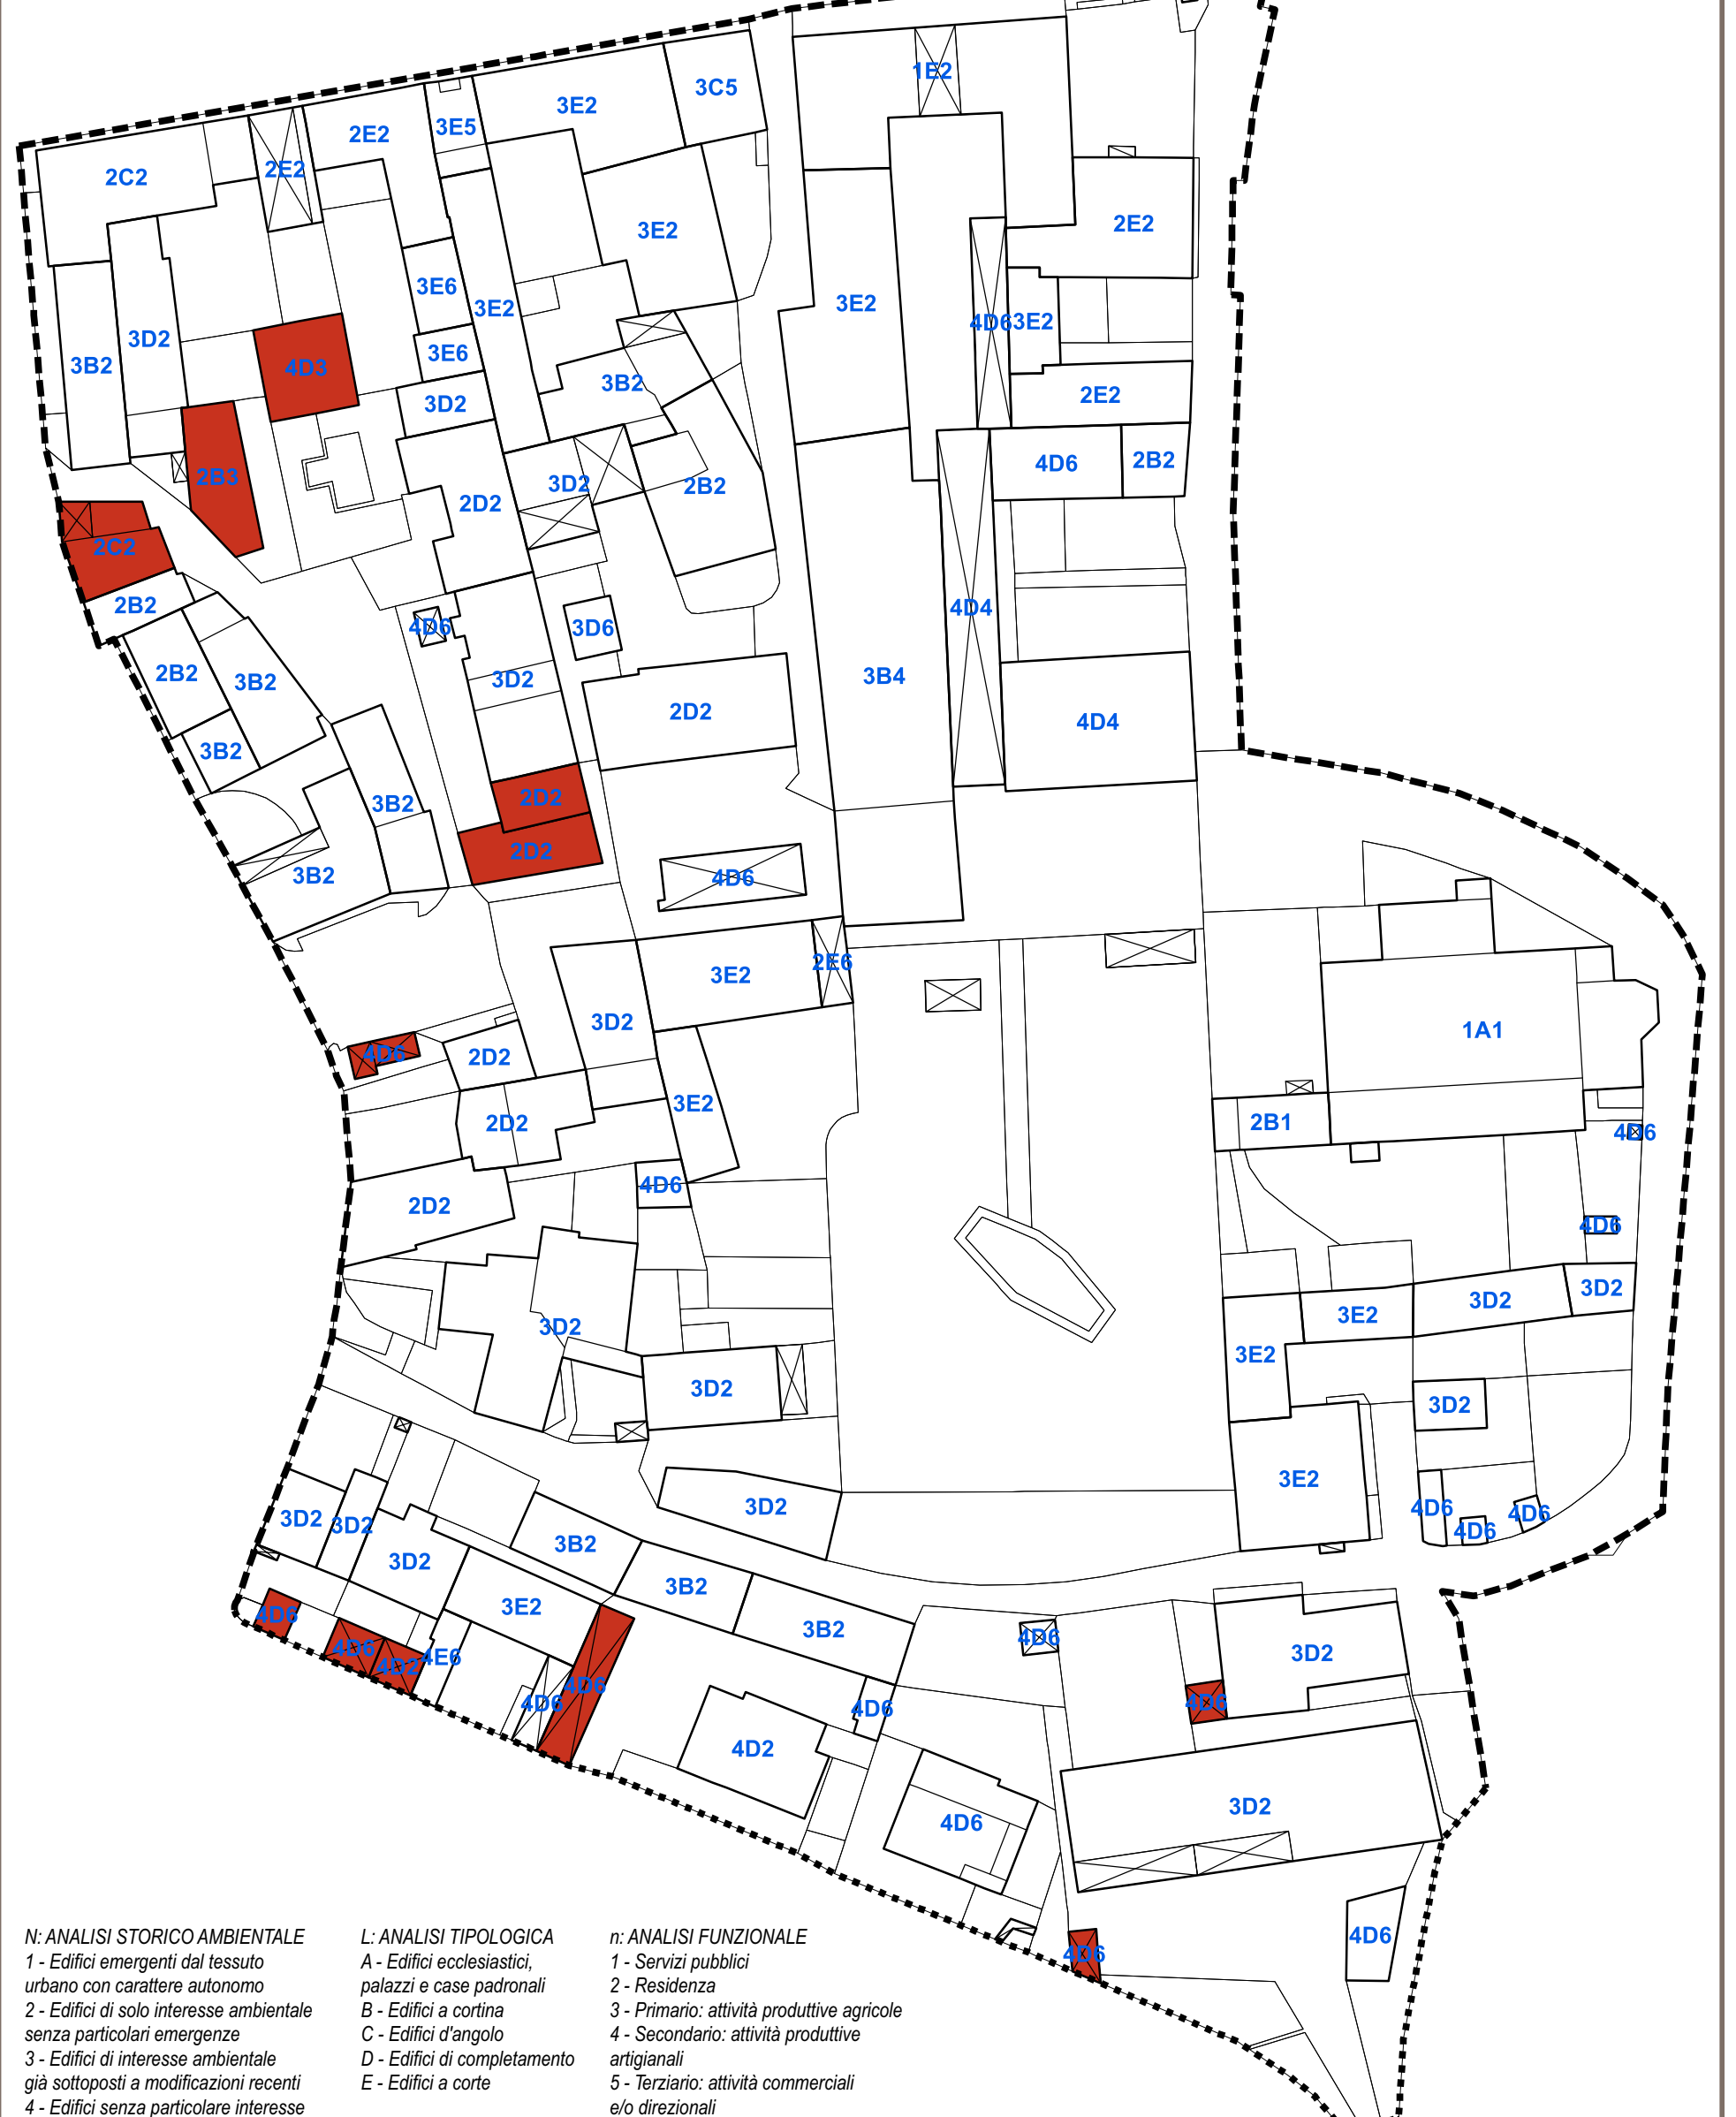 1E2
3C5
3E2
3E5
2E2
2E2
2C2
2E2
3E2
3E6
3E2
3E2
4D6
3E2
3D2
3B2
3E6
4D3
3B2
2E2
3D2
4D6
2B2
2B3
3D2
2B2
2D2
2C2
2B2
4D6
3D6
4D4
2B2
3B2
3D2
3B4
2D2
4D4
3B2
2D2
3B2
2D2
3B2
4D6
3E2
2E6
3D2
1A1
4D6
2D2
3E2
2D2
2B1
4D6
4D6
2D2
4D6
3D2
3D2
3E2
3D2
3E2
3D2
3D2
3E2
3D2
4D6
4D6
4D6
3D2
3D2
3B2
3D2
3B2
3E2
4D6
3B2
4D6
4D6
4D2
4E6
3D2
4D6
4D6
4D6
4D6
4D2
3D2
4D6
4D6
4D6
N: ANALISI STORICO AMBIENTALE
1 - Edifici emergenti dal tessuto
urbano con carattere autonomo
2 - Edifici di solo interesse ambientale
senza particolari emergenze
3 - Edifici di interesse ambientale
già sottoposti a modificazioni recenti
4 - Edifici senza particolare interesse
L: ANALISI TIPOLOGICA
A - Edifici ecclesiastici,
palazzi e case padronali
B - Edifici a cortina
C - Edifici d'angolo
D - Edifici di completamento
E - Edifici a corte
n: ANALISI FUNZIONALE
1 - Servizi pubblici
2 - Residenza
3 - Primario: attività produttive agricole
4 - Secondario: attività produttive
artigianali
5 - Terziario: attività commerciali
e/o direzionali